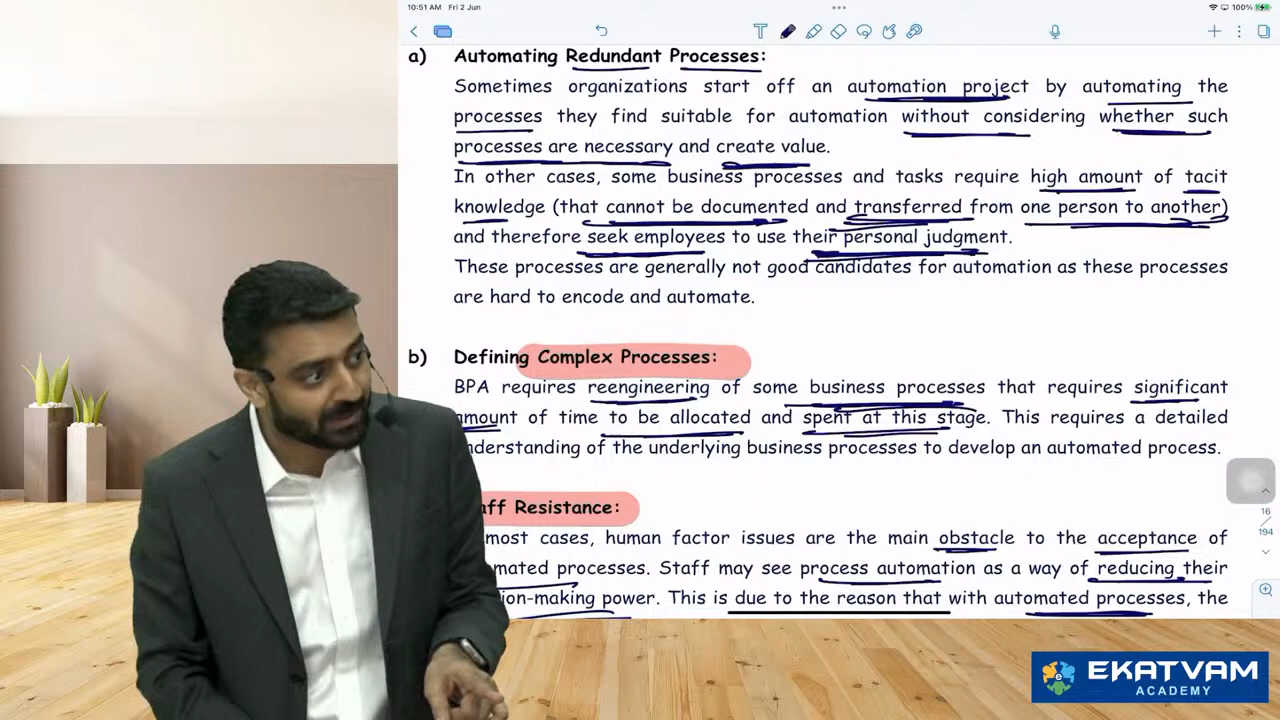 10:51 AM Fri 2 Jun
100%
a) Automating Redundant Processes:
Sometimes organizations start off an automation project by automating the
processes they find suitable for automation without considering whether such
processes are necessary and create value.
In other cases, some business processes and tasks require high amount of tacit
knowledge (that cannot be documented and transferred from one person to another)
and therefore seek employees to use their personal judgment.
These processes are generally not good candidates for automation as these processes
are hard to encode and automate.
b) Defining Complex Processes:
BPA requires reengineering of some business processes that requires significant
amount of time to be allocated and spent at this stage. This requires a detailed
understanding of the underlying business processes to develop an automated process.
Resistance:
most cases, human factor issues are the main obstacle to the acceptance of
processes. Staff may see process automation as a way of reducing their
power. This is due to the reason that with automated processes, the
16
194
EKATVAM
ACADEMY